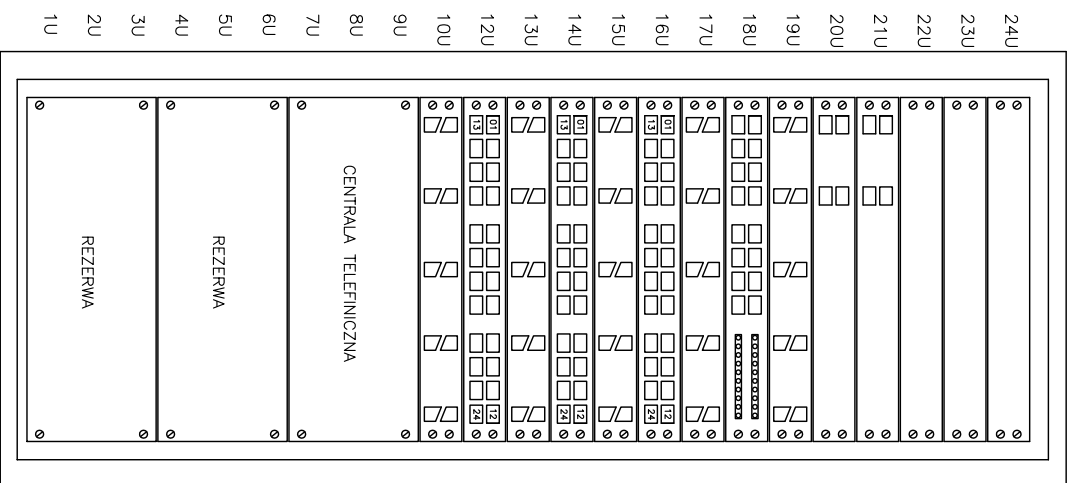 1U
2U
3U
4U
5U
6U
7U
8U
9U
10U
12U
13U
14U
15U
16U
17U
18U
19U
20U
21U
22U
23U
24U
REZERWA
REZERWA
CENTRALA TELEFINICZNA
13 01
24 12
13 01
24 12
13 01
24 12